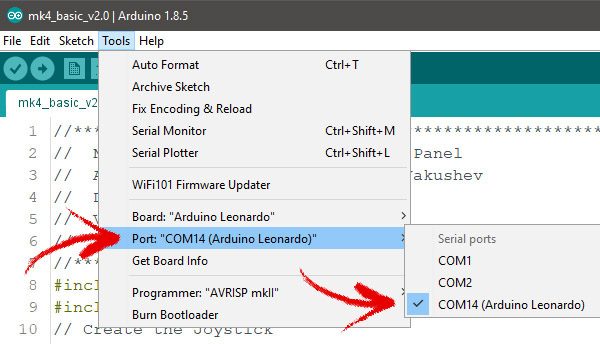 mk4_basic_v2.0 | Arduino 1.8.5
File Edit Sketch Tools Help
mk4_basic_v2
Auto Format Ctrl+T
Archive Sketch
Fix Encoding & Reload
Serial Monitor Ctrl+Shift+M
Serial Plotter Ctrl+Shift+L
WiFi101 Firmware Updater
Board: "Arduino Leonardo"
Port: "COM14 (Arduino Leonardo)"
Get Board Info
Programmer: "AVRISP mkII"
Burn Bootloader
Serial ports
COM1
COM2
COM14 (Arduino Leonardo)
1 //***
2 // Panel
3 // Yakushev
4 //
5 //
6 //
7 //***
8 #incl
9 #incl
10 // Create the Joystick